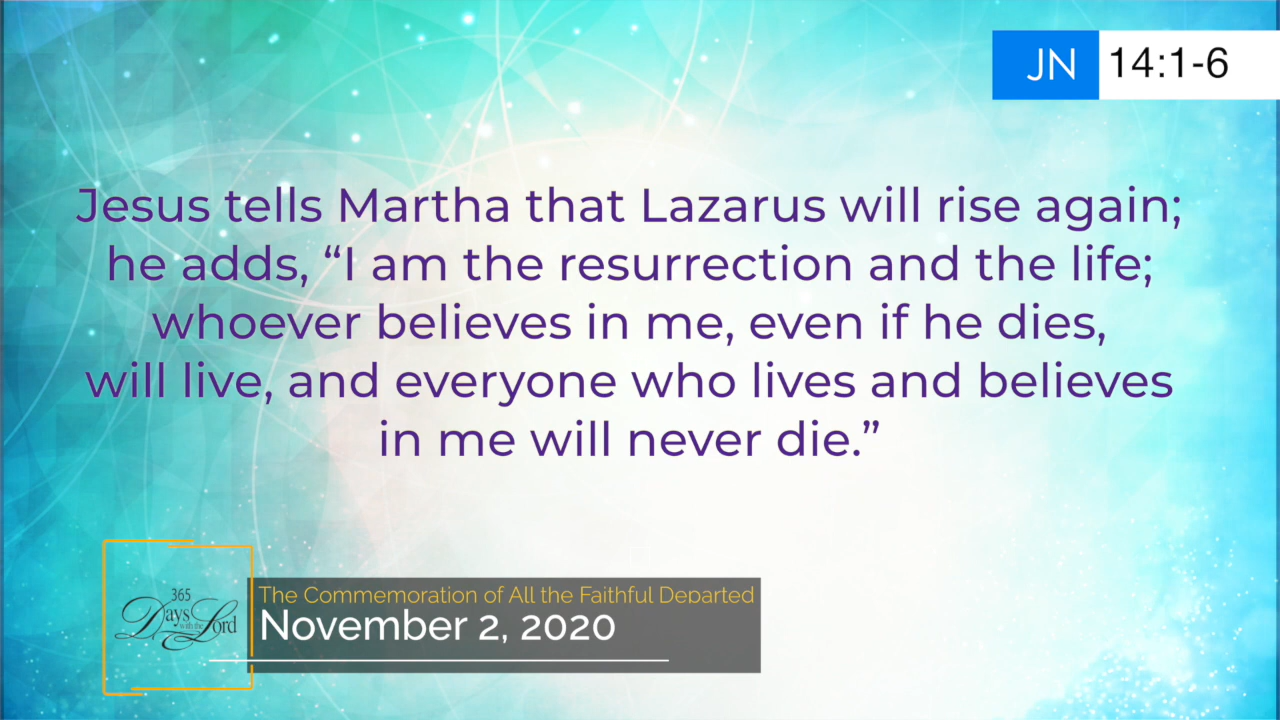 JN 14:1-6
Jesus tells Martha that Lazarus will rise again;
he adds, “I am the resurrection and the life;
whoever believes in me, even if he dies,
will live, and everyone who lives and believes
in me will never die.”
365
Days with the Lord
The Commemoration of All the Faithful Departed
November 2, 2020